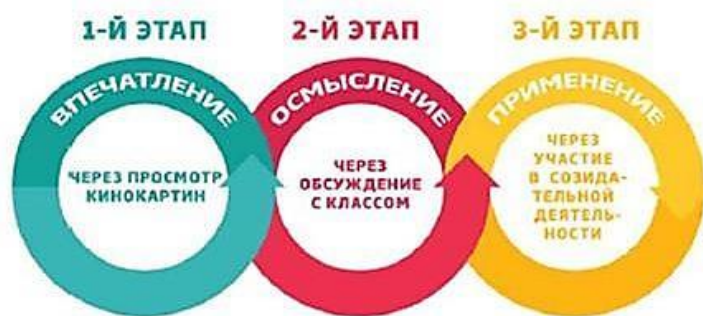 1-Й ЭТАП
ВПЕЧАТЛЕНИЕ
ЧЕРЕЗ ПРОСМОТР
КИНОКАРТИН
2-Й ЭТАП
ОСМЫСЛЕНИЕ
ЧЕРЕЗ
ОБСУЖДЕНИЕ
С КЛАССОМ
3-Й ЭТАП
ПРИМЕНЕНИЕ
ЧЕРЕЗ
УЧАСТИЕ
В СОЗИДА-
ТЕЛЬНОЙ
ДЕЯТЕЛЬ-
НОСТИ